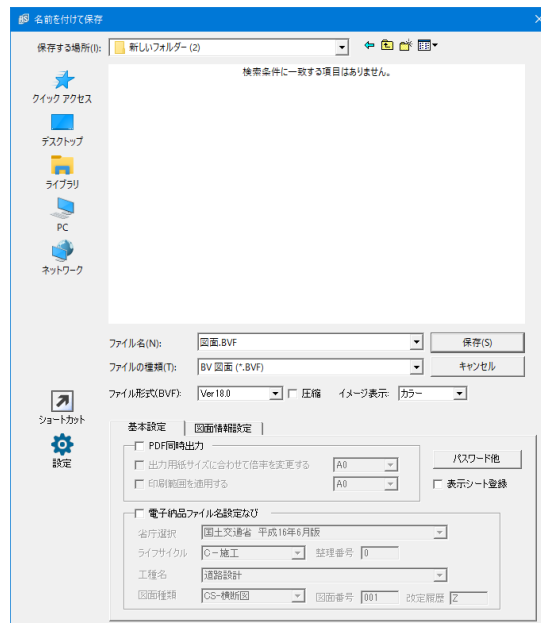 名前を付けて保存
保存する場所(I): 新しいフォルダー (2)
検索条件に一致する項目はありません。
クイック アクセス
デスクトップ
ライブラリ
PC
ネットワーク
ファイル名(N): 図面.BVF 保存(S)
ファイルの種類(T): BV 図面 (*.BVF) キャンセル
ファイル形式(BVF): Ver18.0 圧縮 イメージ表示: カラー
ショートカット
設定
基本設定 図面情報設定
PDF同時出力
出力用紙サイズに合わせて倍率を変更する A0 パスワード他
印刷範囲を適用する A0 表示シート登録
電子納品ファイル名設定なび
省庁選択 国土交通省 平成16年6月版
ライフサイクル C-施工 整理番号 0
工種名 道路設計
図面種類 CS-横断図 図面番号 001 改定履歴 Z